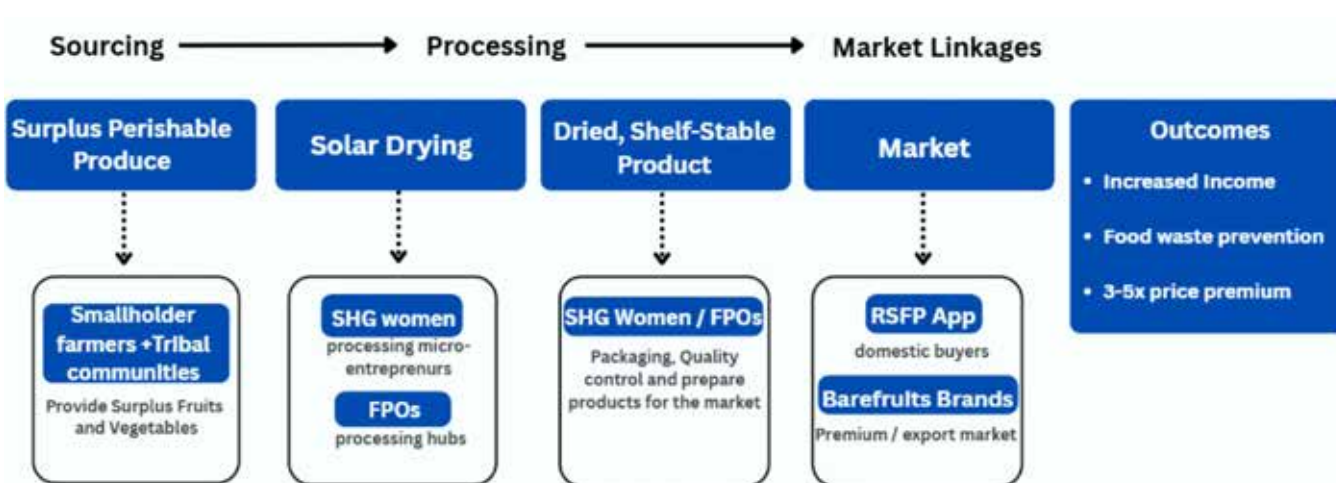 Sourcing
Processing
Market Linkages
Surplus Perishable
Produce
Solar Drying
Dried, Shelf-Stable
Product
Market
Outcomes
• Increased Income
• Food waste prevention
• 3-5x price premium
Smallholder
farmers +Tribal
communities
Provide Surplus Fruits
and Vegetables
SHG women
processing micro-
entreprenurs
FPOs
processing hubs
SHG Women / FPOs
Packaging, Quality
control and prepare
products for the market
RSFP App
domestic buyers
Barefruits Brands
Premium / export market